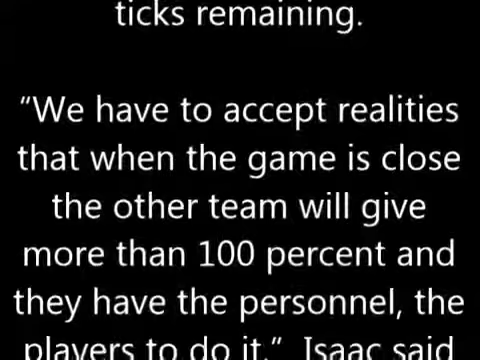 ticks remaining.
“We have to accept realities
that when the game is close
the other team will give
more than 100 percent and
they have the personnel, the
players to do it,”  Isaac said